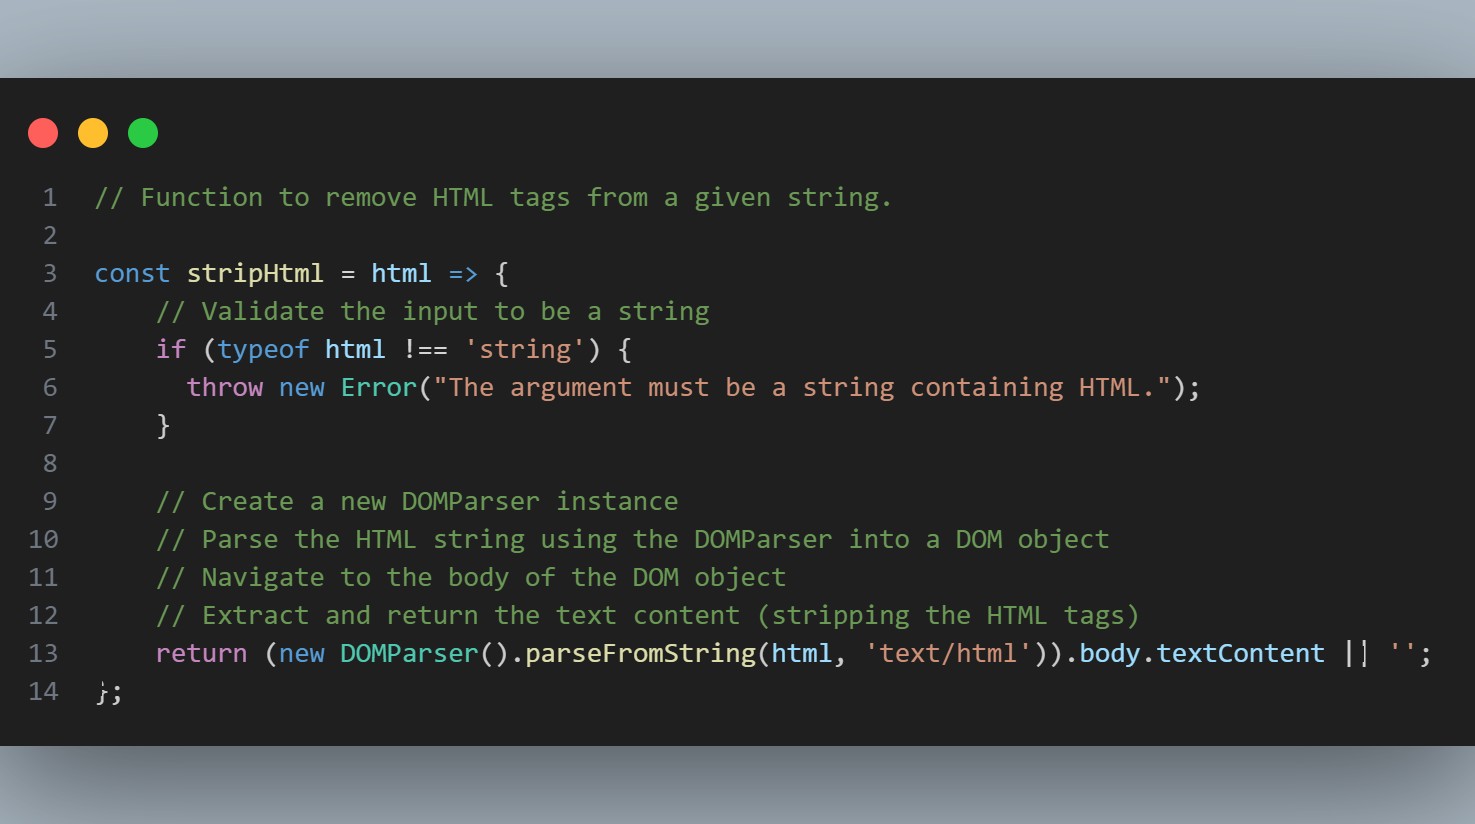 1 // Function to remove HTML tags from a given string.
2
3 const stripHtml = html => {
4     // Validate the input to be a string
5     if (typeof html !== 'string') {
6       throw new Error("The argument must be a string containing HTML.");
7     }
8
9     // Create a new DOMParser instance
10     // Parse the HTML string using the DOMParser into a DOM object
11     // Navigate to the body of the DOM object
12     // Extract and return the text content (stripping the HTML tags)
13     return (new DOMParser().parseFromString(html, 'text/html')).body.textContent || '';
14 };